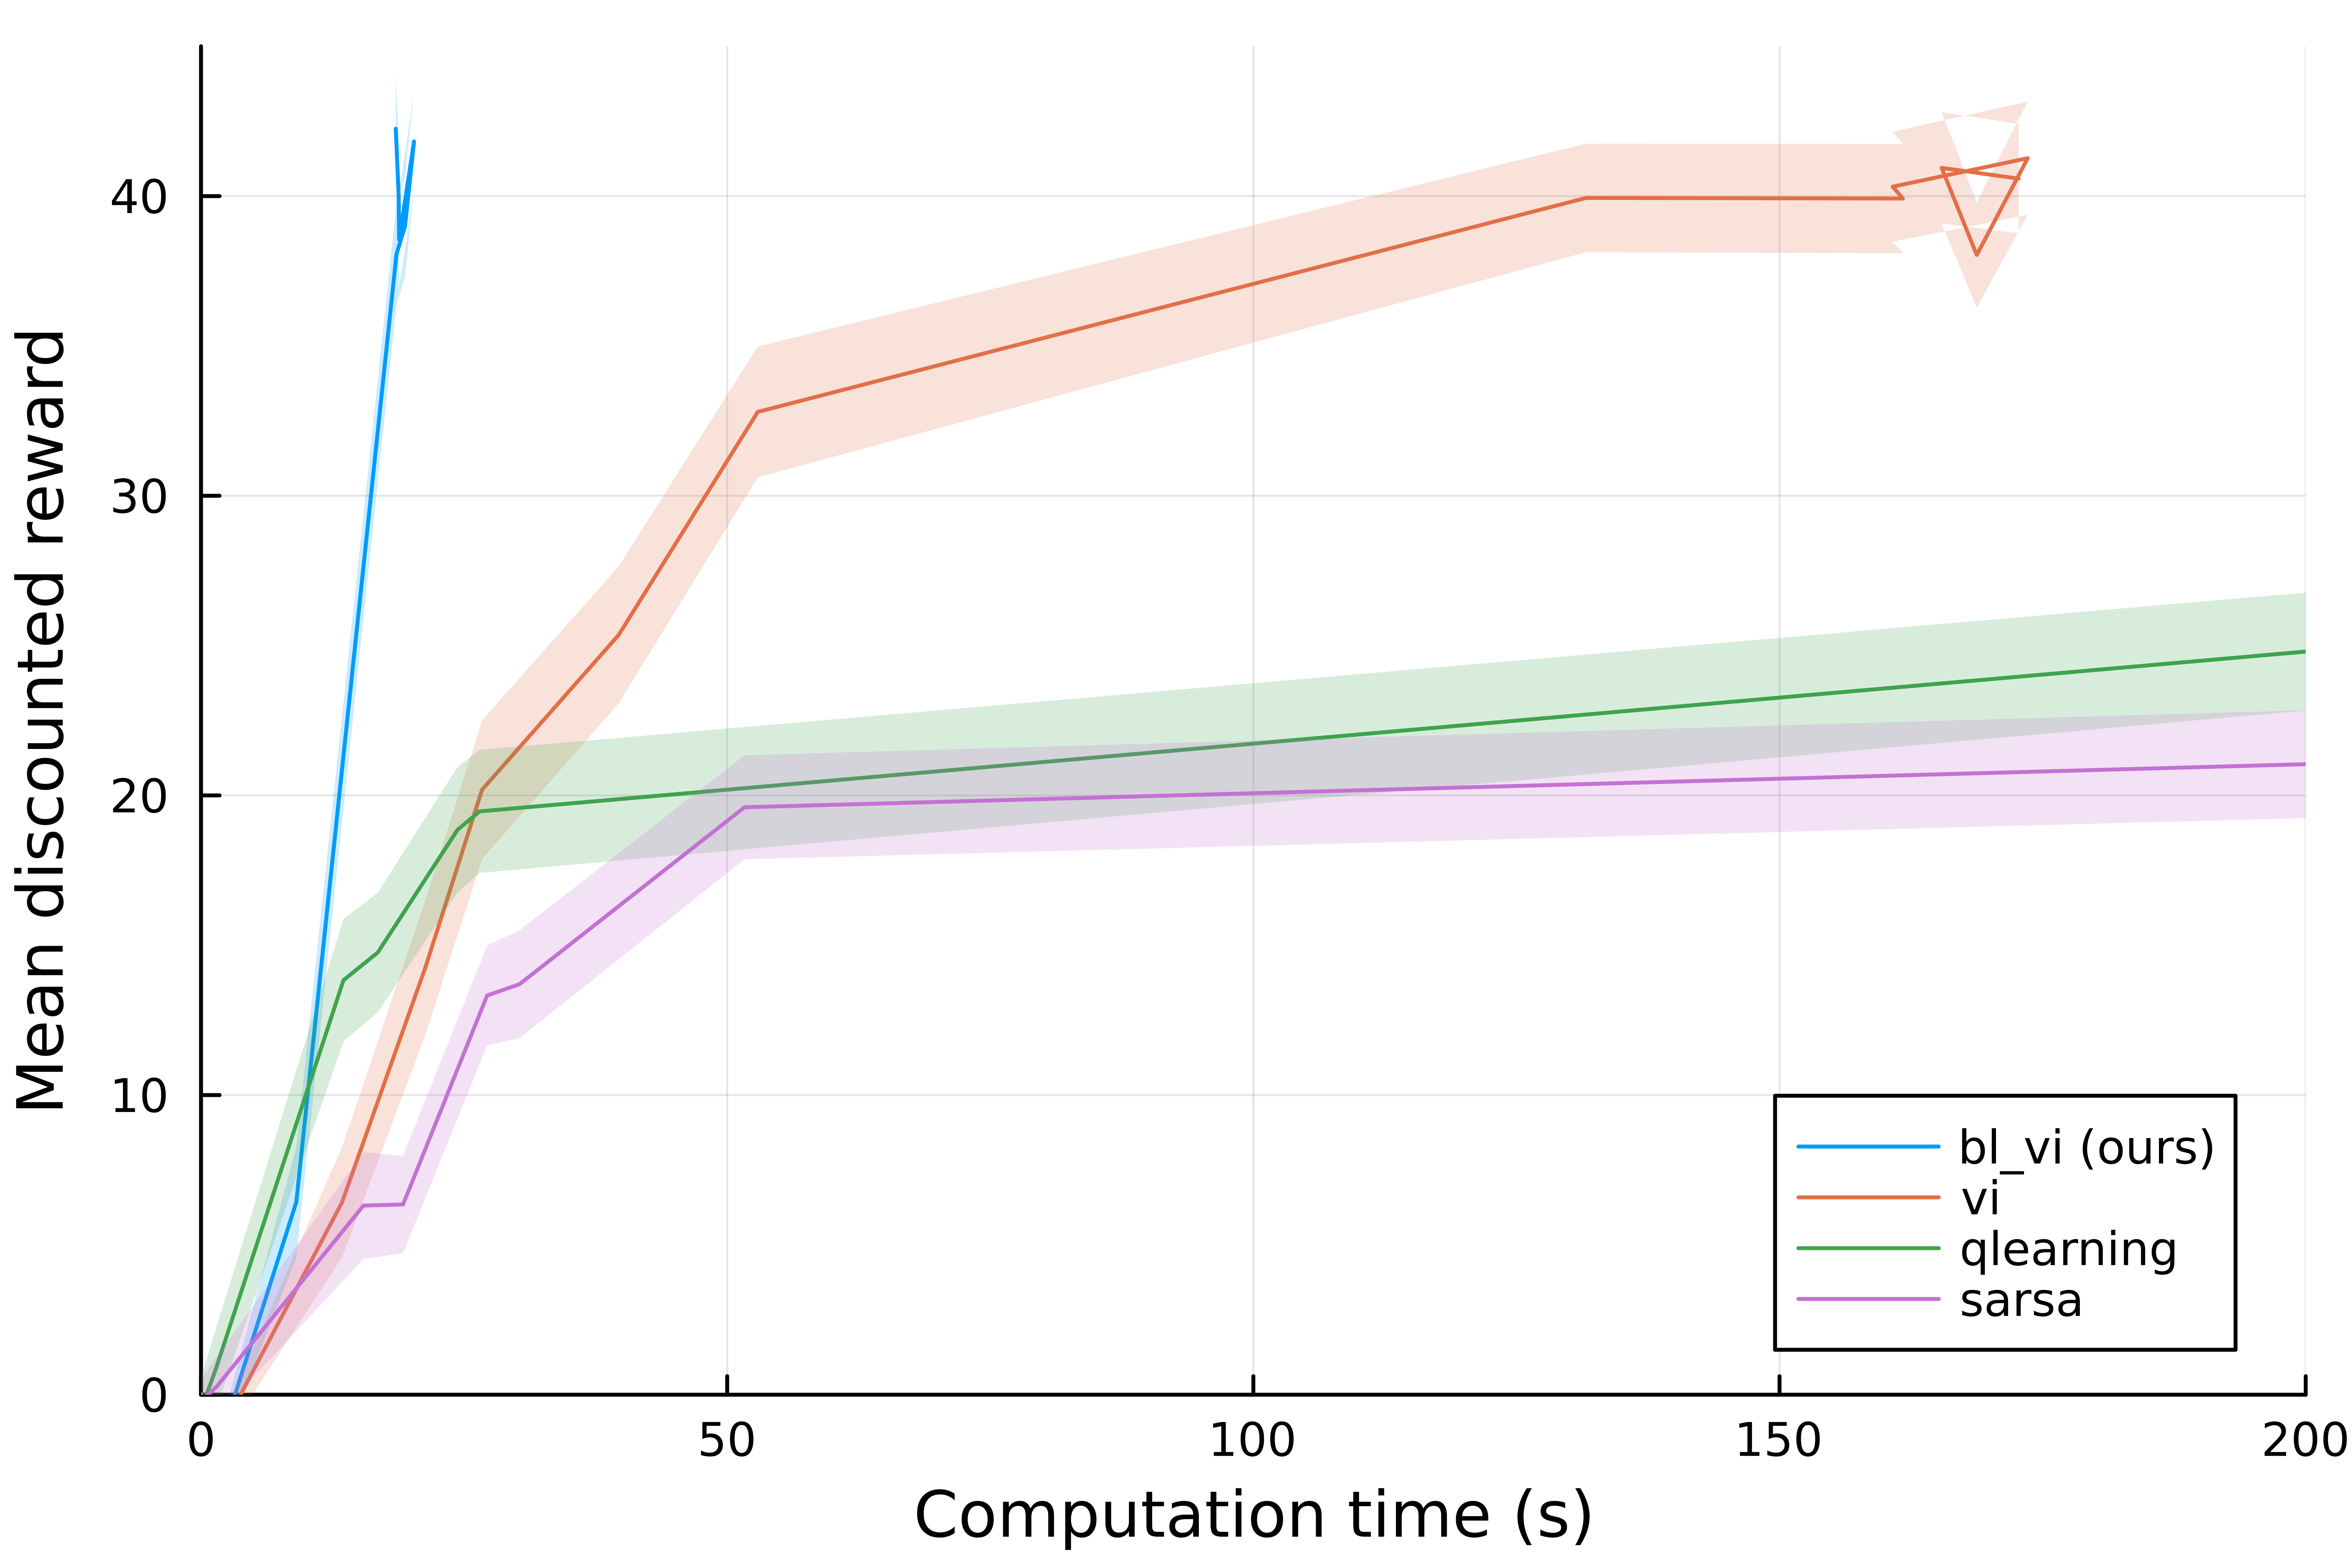 Mean discounted reward
40
30
20
10
0
0 50 100 150 200
Computation time (s)
bl_vi (ours)
vi
qlearning
sarsa